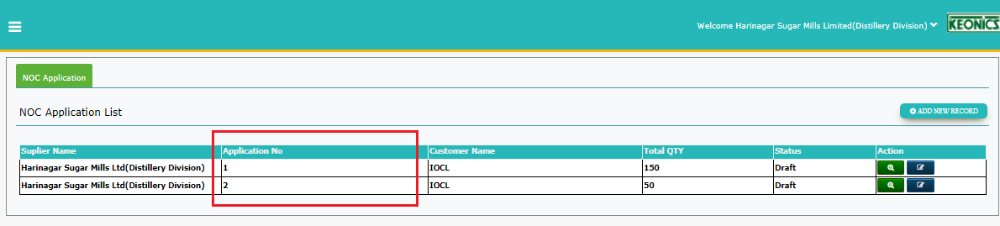 Welcome Harinagar Sugar Mills Limited(Distillery Division)
KEONICS
NOC Application
NOC Application List
ADD NEW RECORD
Suplier Name Application No Customer Name Total QTY Status Action
Harinagar Sugar Mills Ltd(Distillery Division) 1 IOCL 150 Draft
Harinagar Sugar Mills Ltd(Distillery Division) 2 IOCL 50 Draft